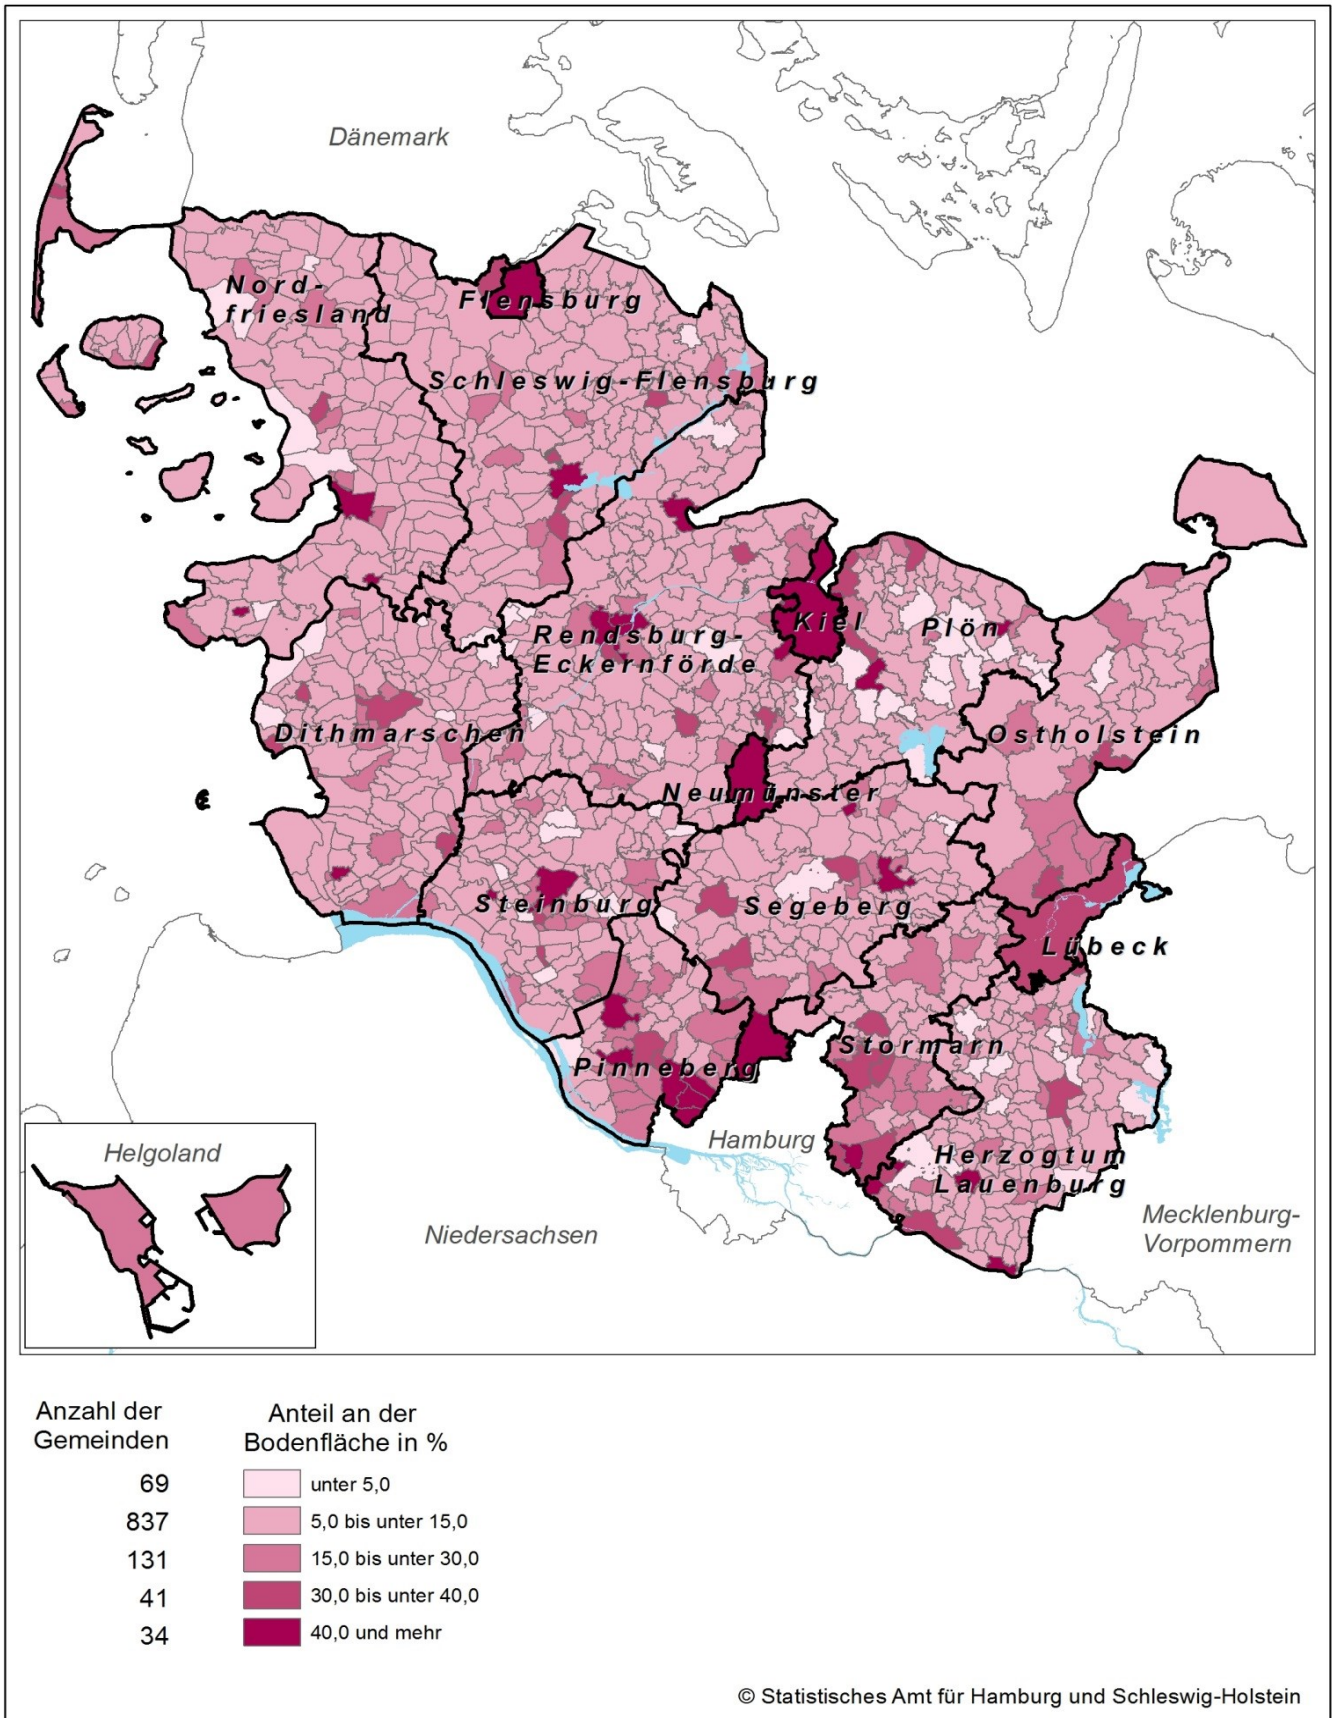 Dänemark
Nord-
friesland
Flensburg
Schleswig-Flensburg
Rendsburg-
Eckernförde
Kiel
Plön
Dithmarschen
Ostholstein
Neumünster
Steinburg
Segeberg
Lübeck
Pinneberg
Stormarn
Hamburg
Herzogtum
Lauenburg
Helgoland
Niedersachsen
Mecklenburg-
Vorpommern
Anzahl der
Gemeinden
Anteil an der
Bodenfläche in %
69 unter 5,0
837 5,0 bis unter 15,0
131 15,0 bis unter 30,0
41 30,0 bis unter 40,0
34 40,0 und mehr
© Statistisches Amt für Hamburg und Schleswig-Holstein